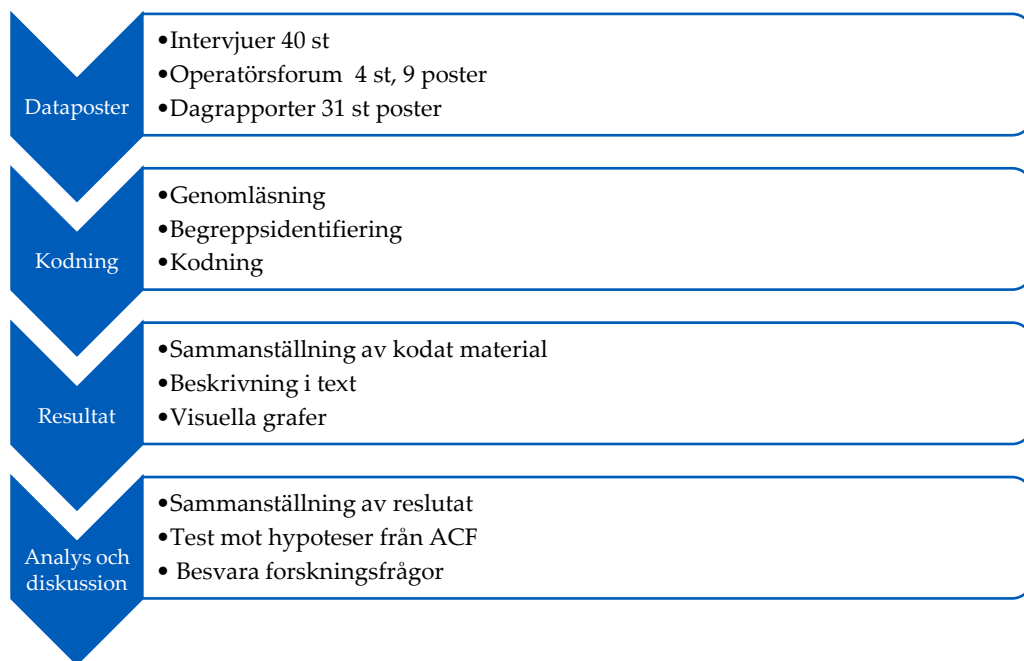 Dataposter
•Intervjuer 40 st
•Operatörsforum  4 st, 9 poster
•Dagrapporter 31 st poster
Kodning
•Genomläsning
•Begreppsidentifiering
•Kodning
Resultat
•Sammanställning av kodat material
•Beskrivning i text
•Visuella grafer
Analys och
diskussion
•Sammanställning av reslutat
•Test mot hypoteser från ACF
• Besvara forskningsfrågor